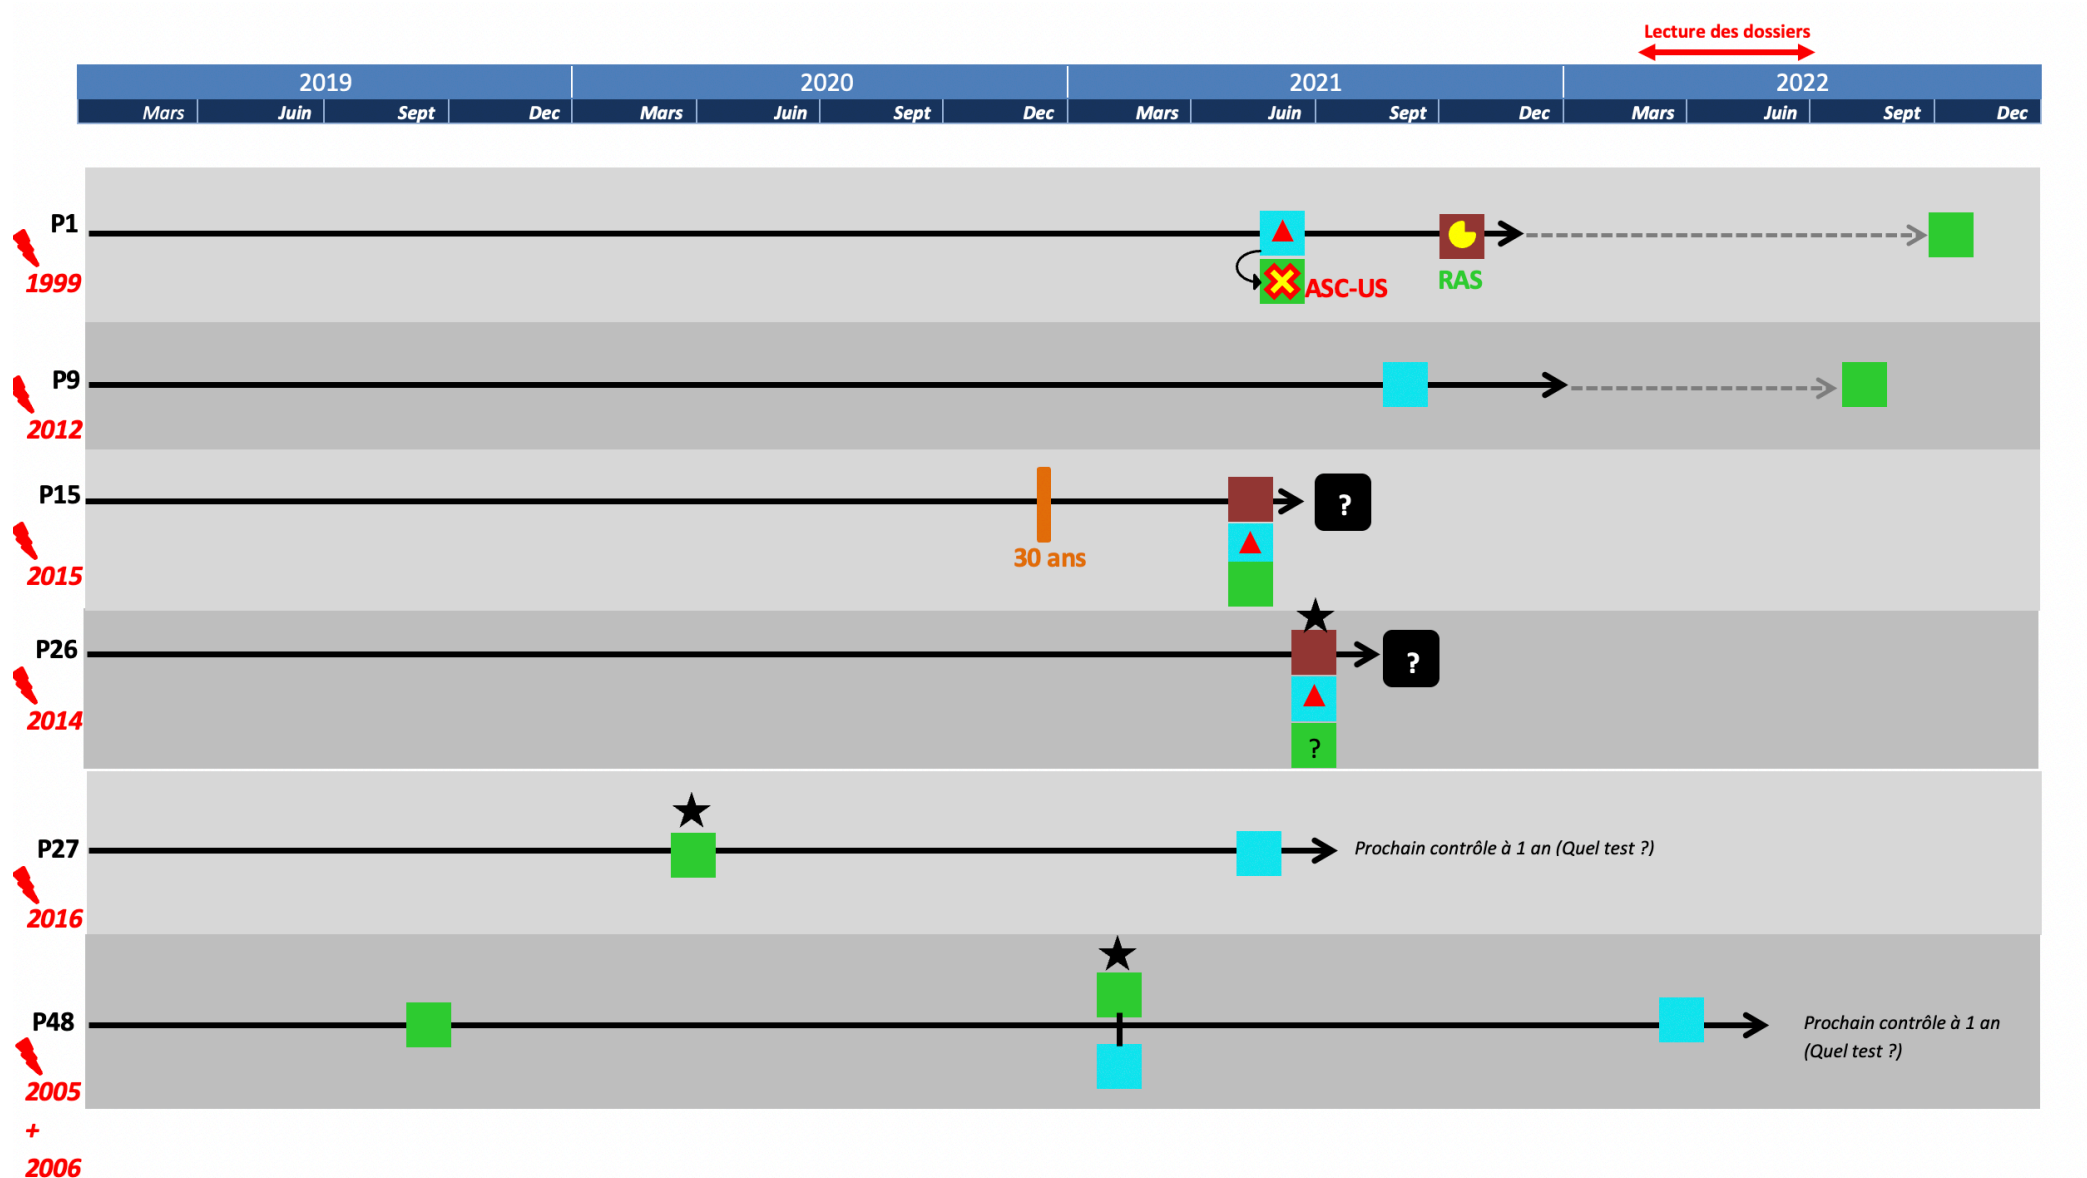 Lecture des dossiers
2019 2020 2021 2022
Mars Juin Sept Dec Mars Juin Sept Dec Mars Juin Sept Dec Mars Juin Sept Dec
P1
1999
ASC-US
RAS
P9
2012
P15
30 ans
?
2015
P26
?
2014
?
P27
Prochain contrôle à 1 an (Quel test ?)
2016
P48
Prochain contrôle à 1 an
(Quel test ?)
2005
+
2006